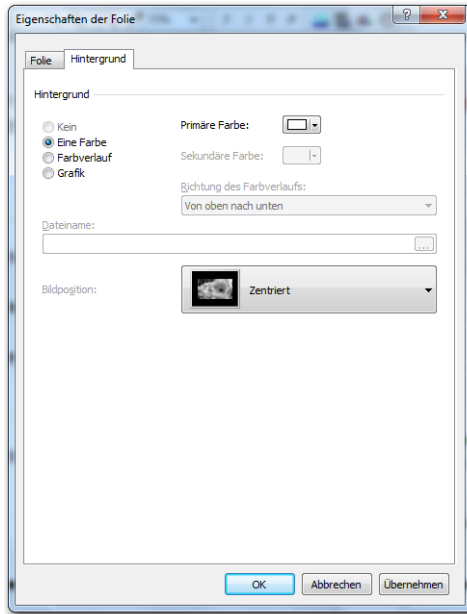 Eigenschaften der Folie
Folie
Hintergrund
Hintergrund
Kein
Eine Farbe
Farbverlauf
Grafik
Primäre Farbe:
Sekundäre Farbe:
Richtung des Farbverlaufs:
Von oben nach unten
Dateiname:
...
Bildposition:
Zentriert
OK
Abbrechen
Übernehmen